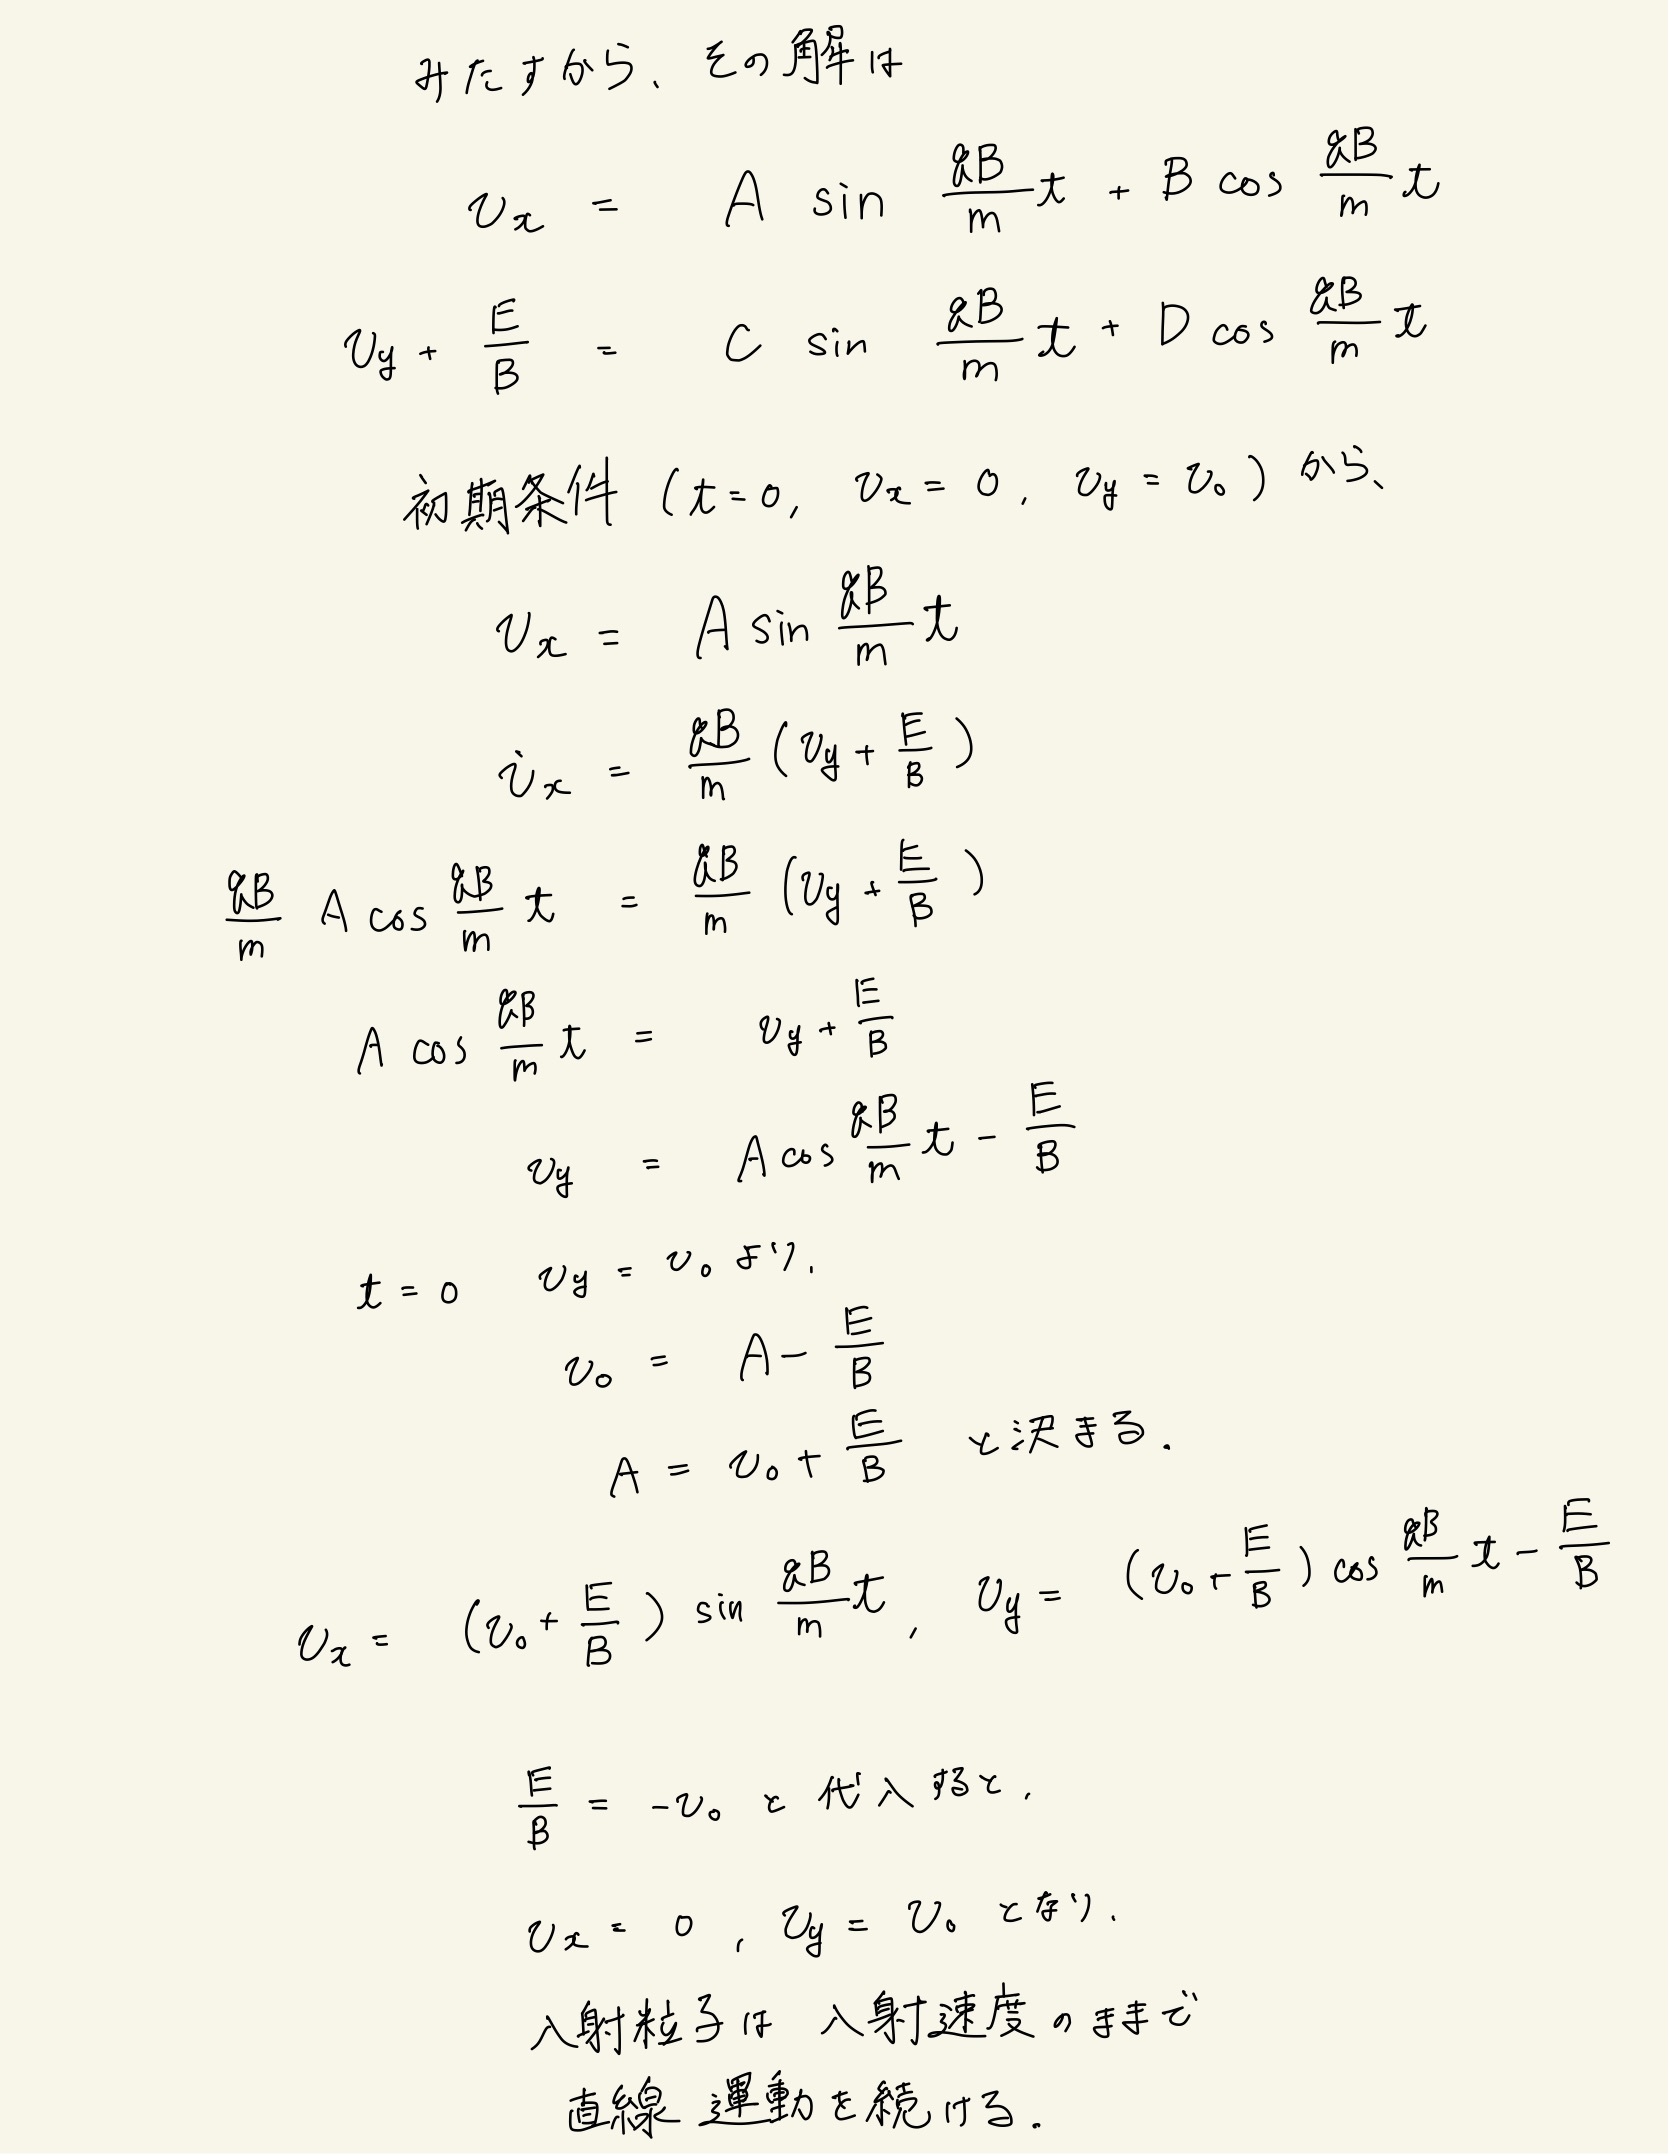 みたすから、その解は
v_x = A sin \frac{qB}{m} t + B cos \frac{qB}{m} t
v_y + \frac{E}{B} = C sin \frac{qB}{m} t + D cos \frac{qB}{m} t
初期条件 (t = 0, v_x = 0, v_y = v_0) から、
v_x = A sin \frac{qB}{m} t
\dot{v}_x = \frac{qB}{m} (v_y + \frac{E}{B})
\frac{qB}{m} A cos \frac{qB}{m} t = \frac{qB}{m} (v_y + \frac{E}{B})
A cos \frac{qB}{m} t = v_y + \frac{E}{B}
v_y = A cos \frac{qB}{m} t - \frac{E}{B}
t = 0 v_y = v_0 より,
v_0 = A - \frac{E}{B}
A = v_0 + \frac{E}{B} と決まる.
v_x = (v_0 + \frac{E}{B}) sin \frac{qB}{m} t, v_y = (v_0 + \frac{E}{B}) cos \frac{qB}{m} t - \frac{E}{B}
\frac{E}{B} = -v_0 と代入すると,
v_x = 0, v_y = v_0 となり.
入射粒子は入射速度のままで
直線運動を続ける.